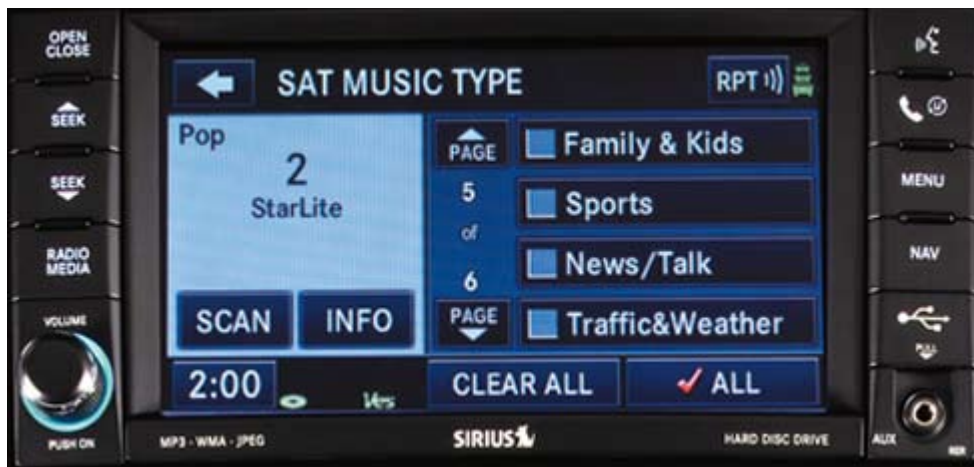 OPEN
CLOSE
SEEK
SEEK
RADIO
MEDIA
VOLUME
PUSH ON
SAT MUSIC TYPE
RPT
Pop
2
StarLite
SCAN
INFO
PAGE
5
of
6
PAGE
Family & Kids
Sports
News/Talk
Traffic&Weather
2:00
CLEAR ALL
ALL
MP3 - WMA - JPEG
SIRIUS
HARD DISC DRIVE
MENU
NAV
PULL
AUX